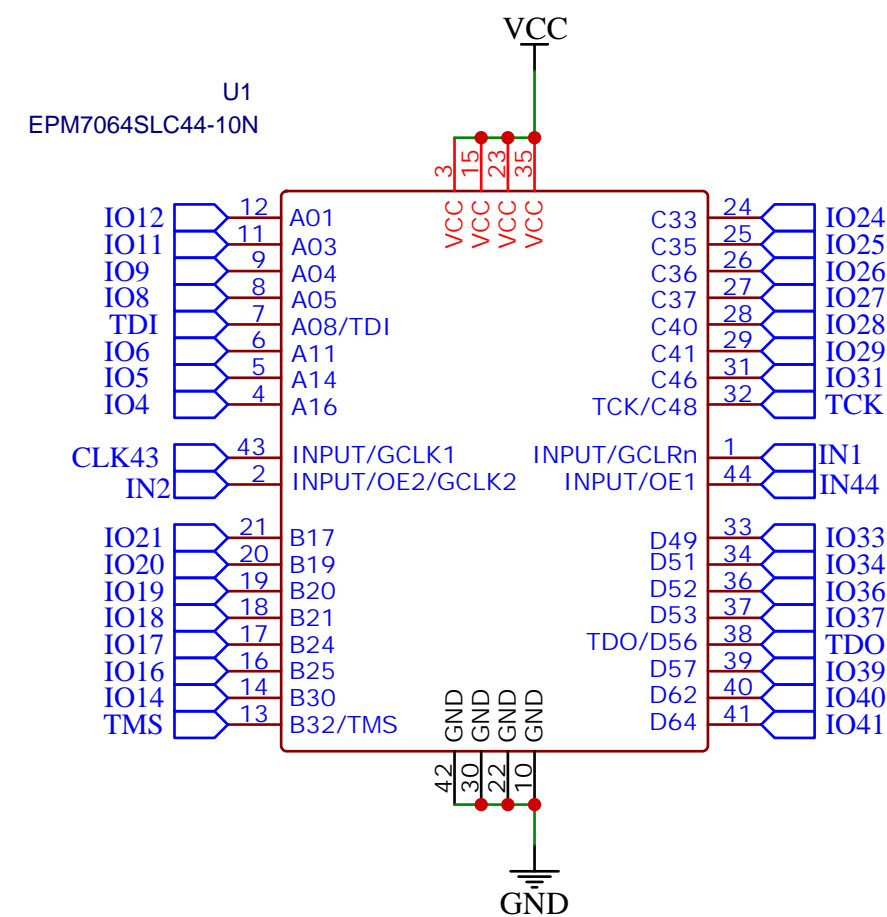 VCC
U1
EPM7064SLC44-10N
3 15 23 35
VCC VCC VCC VCC
IO12 12 A01 C33 24 IO24
IO11 11 A03 C35 25 IO25
IO9 9 A04 C36 26 IO26
IO8 8 A05 C37 27 IO27
TDI 7 A08/TDI C40 28 IO28
IO6 6 A11 C41 29 IO29
IO5 5 A14 C46 31 IO31
IO4 4 A16 TCK/C48 32 TCK
CLK43 43 INPUT/GCLK1 INPUT/GCLRn 1 IN1
IN2 2 INPUT/OE2/GCLK2 INPUT/OE1 44 IN44
IO21 21 B17 D49 33 IO33
IO20 20 B19 D51 34 IO34
IO19 19 B20 D52 36 IO36
IO18 18 B21 D53 37 IO37
IO17 17 B24 TDO/D56 38 TDO
IO16 16 B25 D57 39 IO39
IO14 14 B30 D62 40 IO40
TMS 13 B32/TMS D64 41 IO41
GND GND GND GND
42 30 22 10
GND